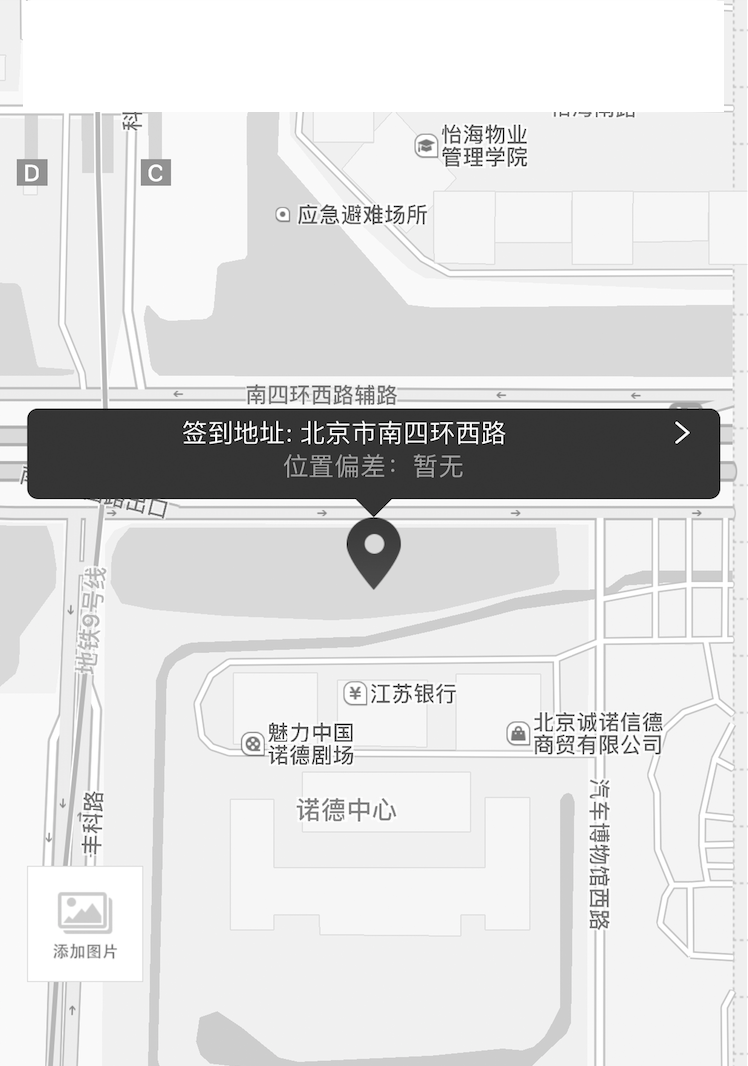 怡海物业
管理学院
D
C
应急避难场所
南四环西路辅路
签到地址: 北京市南四环西路
位置偏差：暂无
路出口
地铁9号线
江苏银行
魅力中国
诺德剧场
北京诚诺信德
商贸有限公司
诺德中心
汽车博物馆西路
丰科路
添加图片